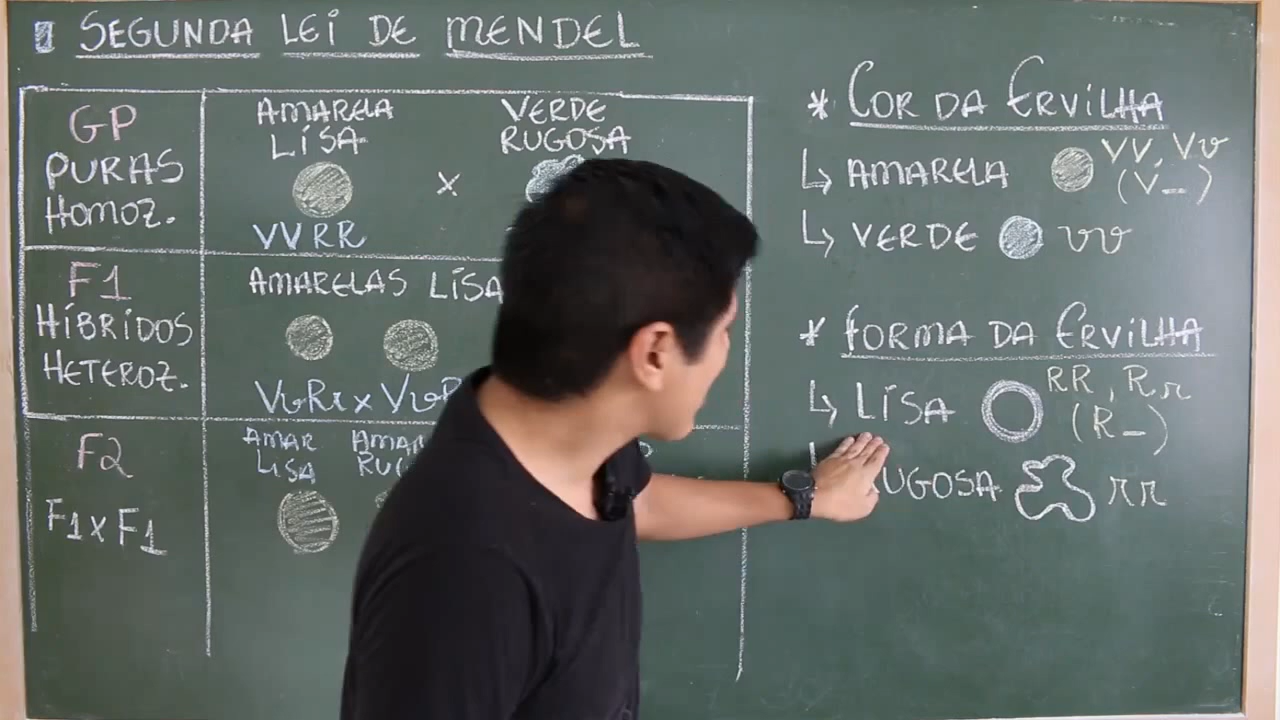 SEGUNDA LEI DE MENDEL
GP
PURAS
HOMOZ.
AMARELA
LISA
VVRR
x
VERDE
RUGOSA
F1
HÍBRIDOS
HETEROZ.
AMARELAS LISA
VvRr x Vv
F2
F1 x F1
AMAR
LISA
* COR DA ERVILHA
↳ AMARELA VV, Vv
(V_)
↳ VERDE vv
* FORMA DA ERVILHA
↳ LISA RR, Rr
(R_)
UGOSA rr